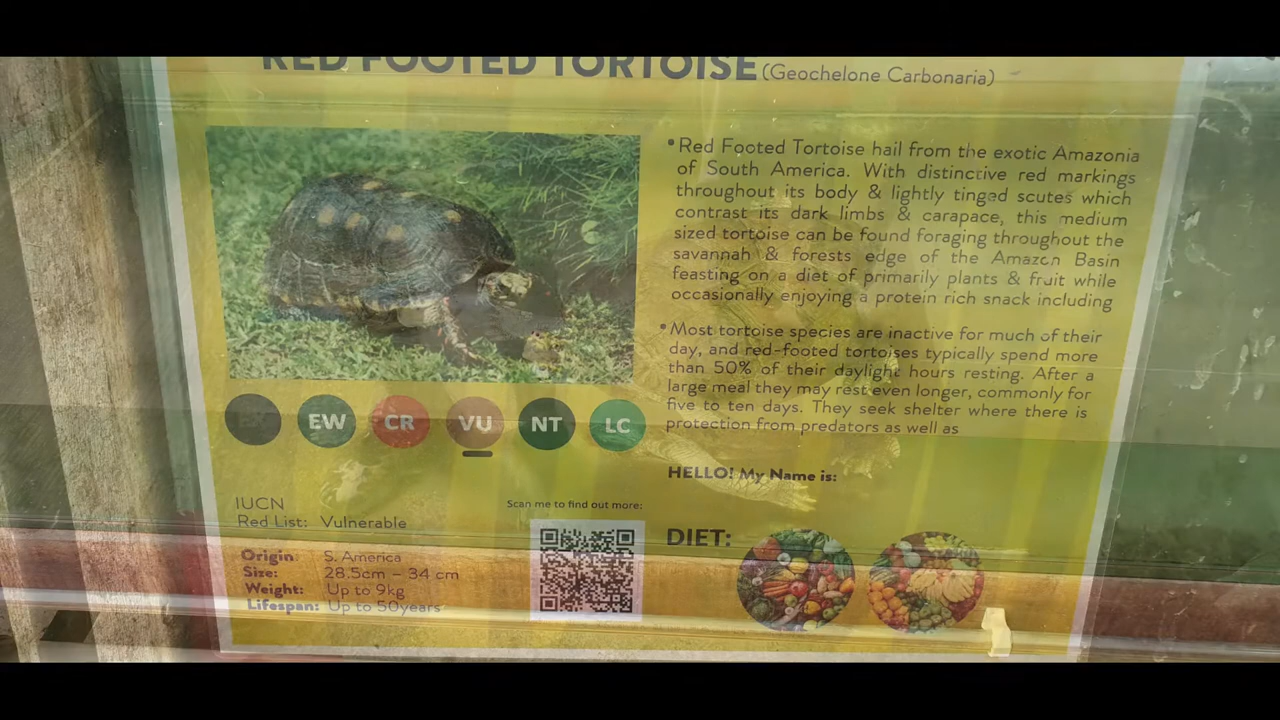 RED FOOTED TORTOISE (Geochelone Carbonaria)
•Red Footed Tortoise hail from the exotic Amazonia
of South America. With distinctive red markings
throughout its body & lightly tinged scutes which
contrast its dark limbs & carapace, this medium
sized tortoise can be found foraging throughout the
savannah & forests edge of the Amazon Basin
feasting on a diet of primarily plants & fruit while
occasionally enjoying a protein rich snack including
•Most tortoise species are inactive for much of their
day, and red-footed tortoises typically spend more
than 50% of their daylight hours resting. After a
large meal they may rest even longer, commonly for
five to ten days. They seek shelter where there is
protection from predators as well as
EW CR VU NT LC
HELLO! My Name is:
IUCN
Red List: Vulnerable
Scan me to find out more:
Origin: S. America
Size: 28.5cm – 34 cm
Weight: Up to 9kg
Lifespan: Up to 50years
DIET: